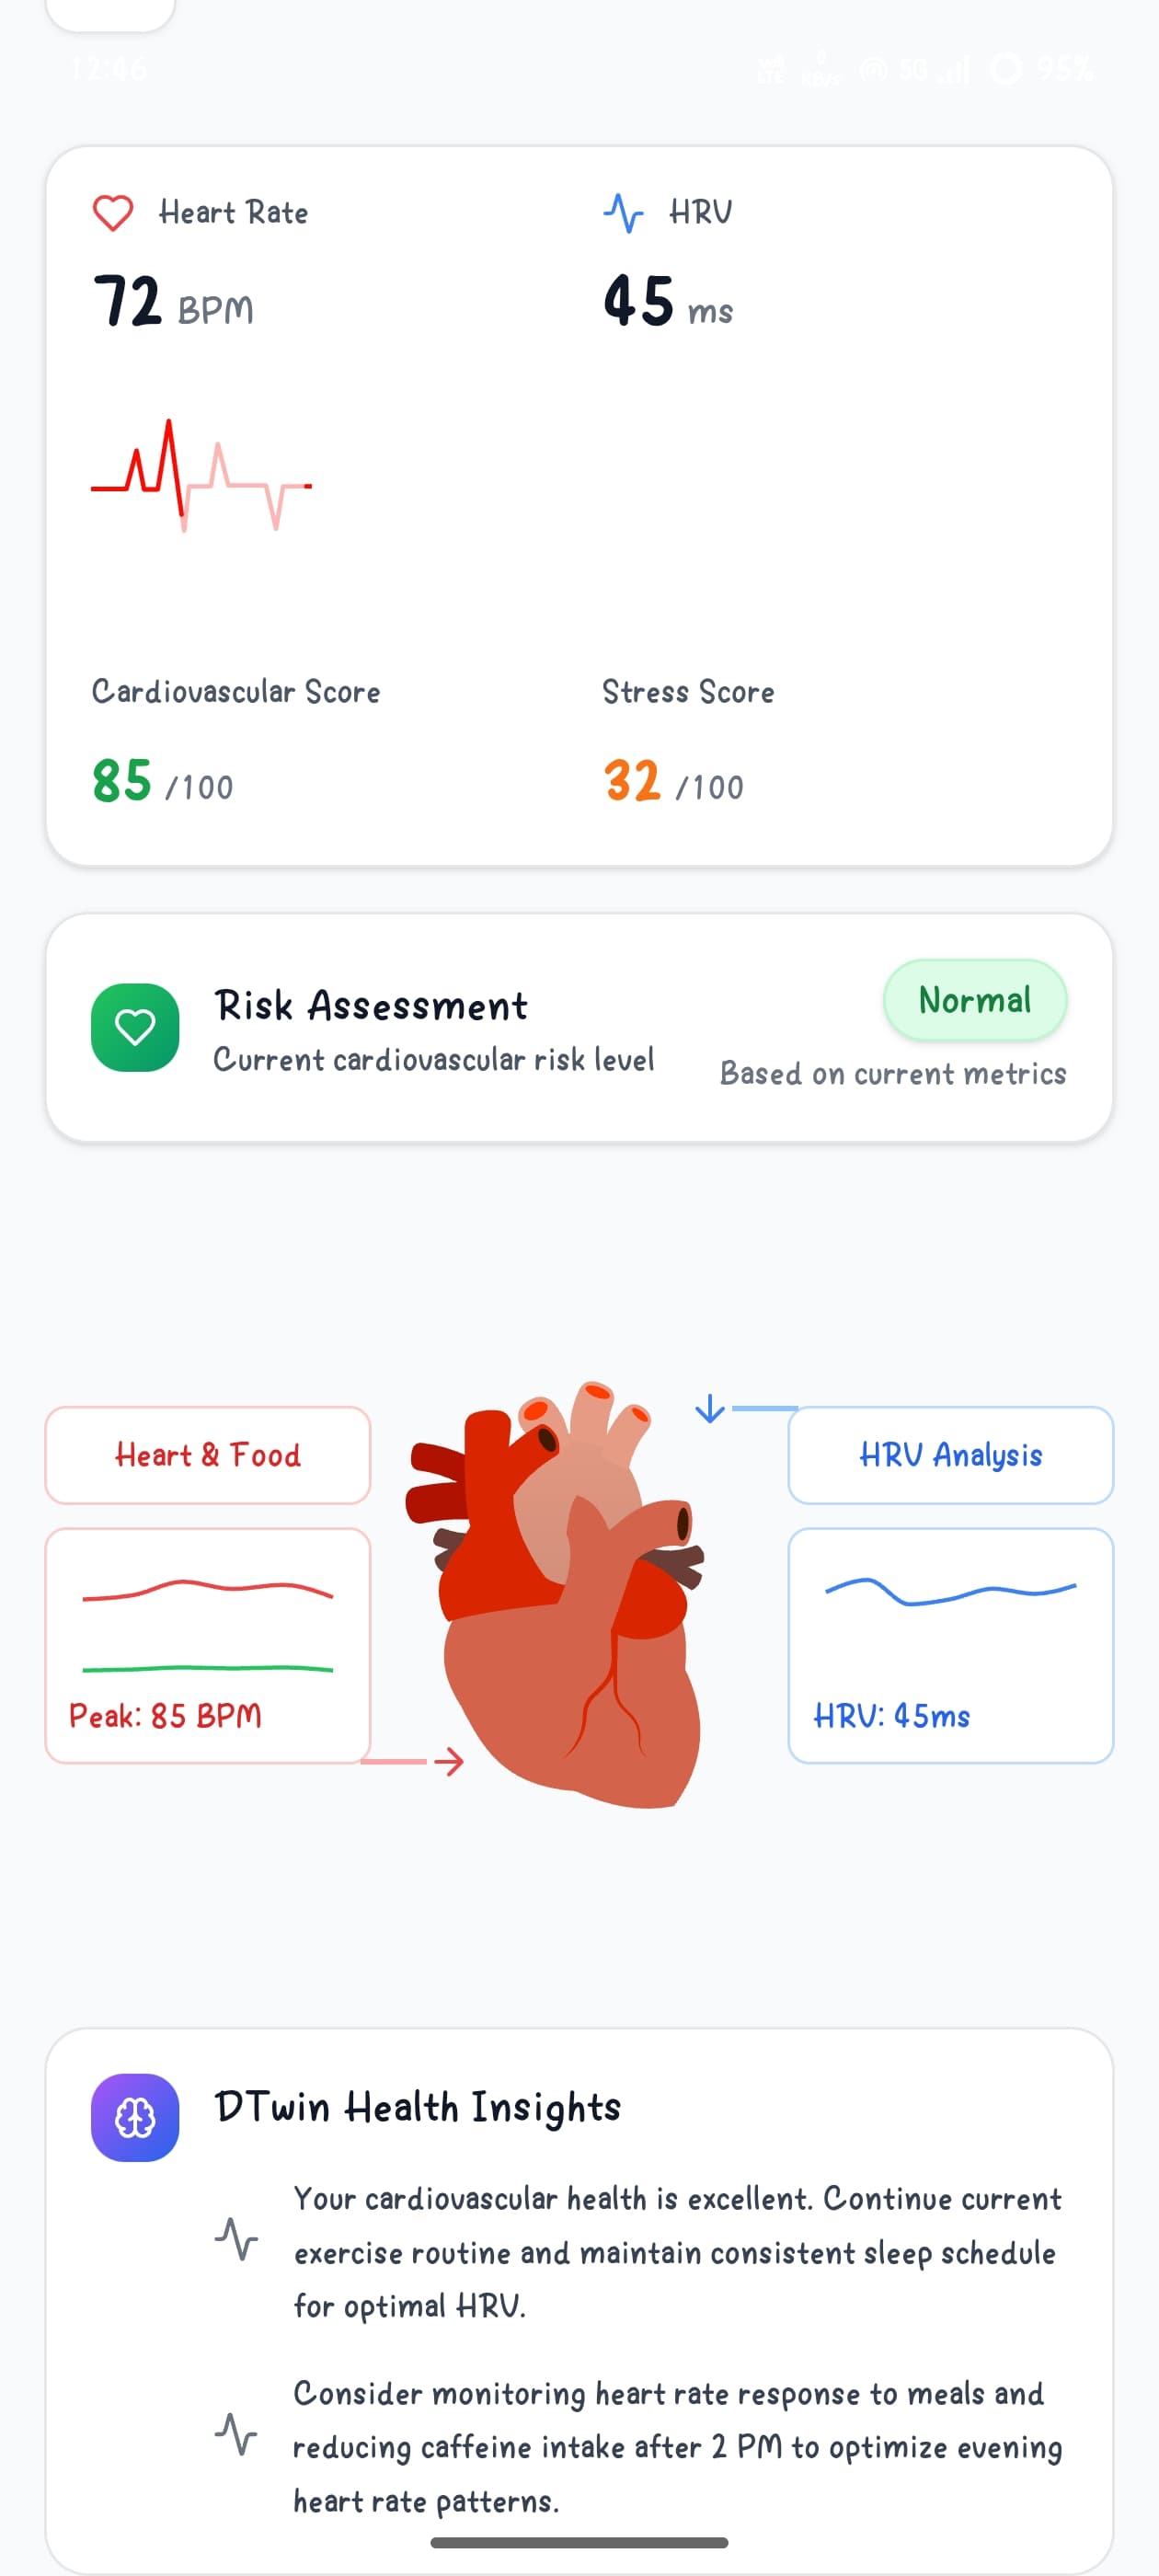 12:46
5G 95%
Heart Rate
HRV
72 BPM
45 ms
Cardiovascular Score
Stress Score
85 /100
32 /100
Risk Assessment
Current cardiovascular risk level
Normal
Based on current metrics
Heart & Food
HRV Analysis
Peak: 85 BPM
HRV: 45ms
DTwin Health Insights
Your cardiovascular health is excellent. Continue current
exercise routine and maintain consistent sleep schedule
for optimal HRV.
Consider monitoring heart rate response to meals and
reducing caffeine intake after 2 PM to optimize evening
heart rate patterns.